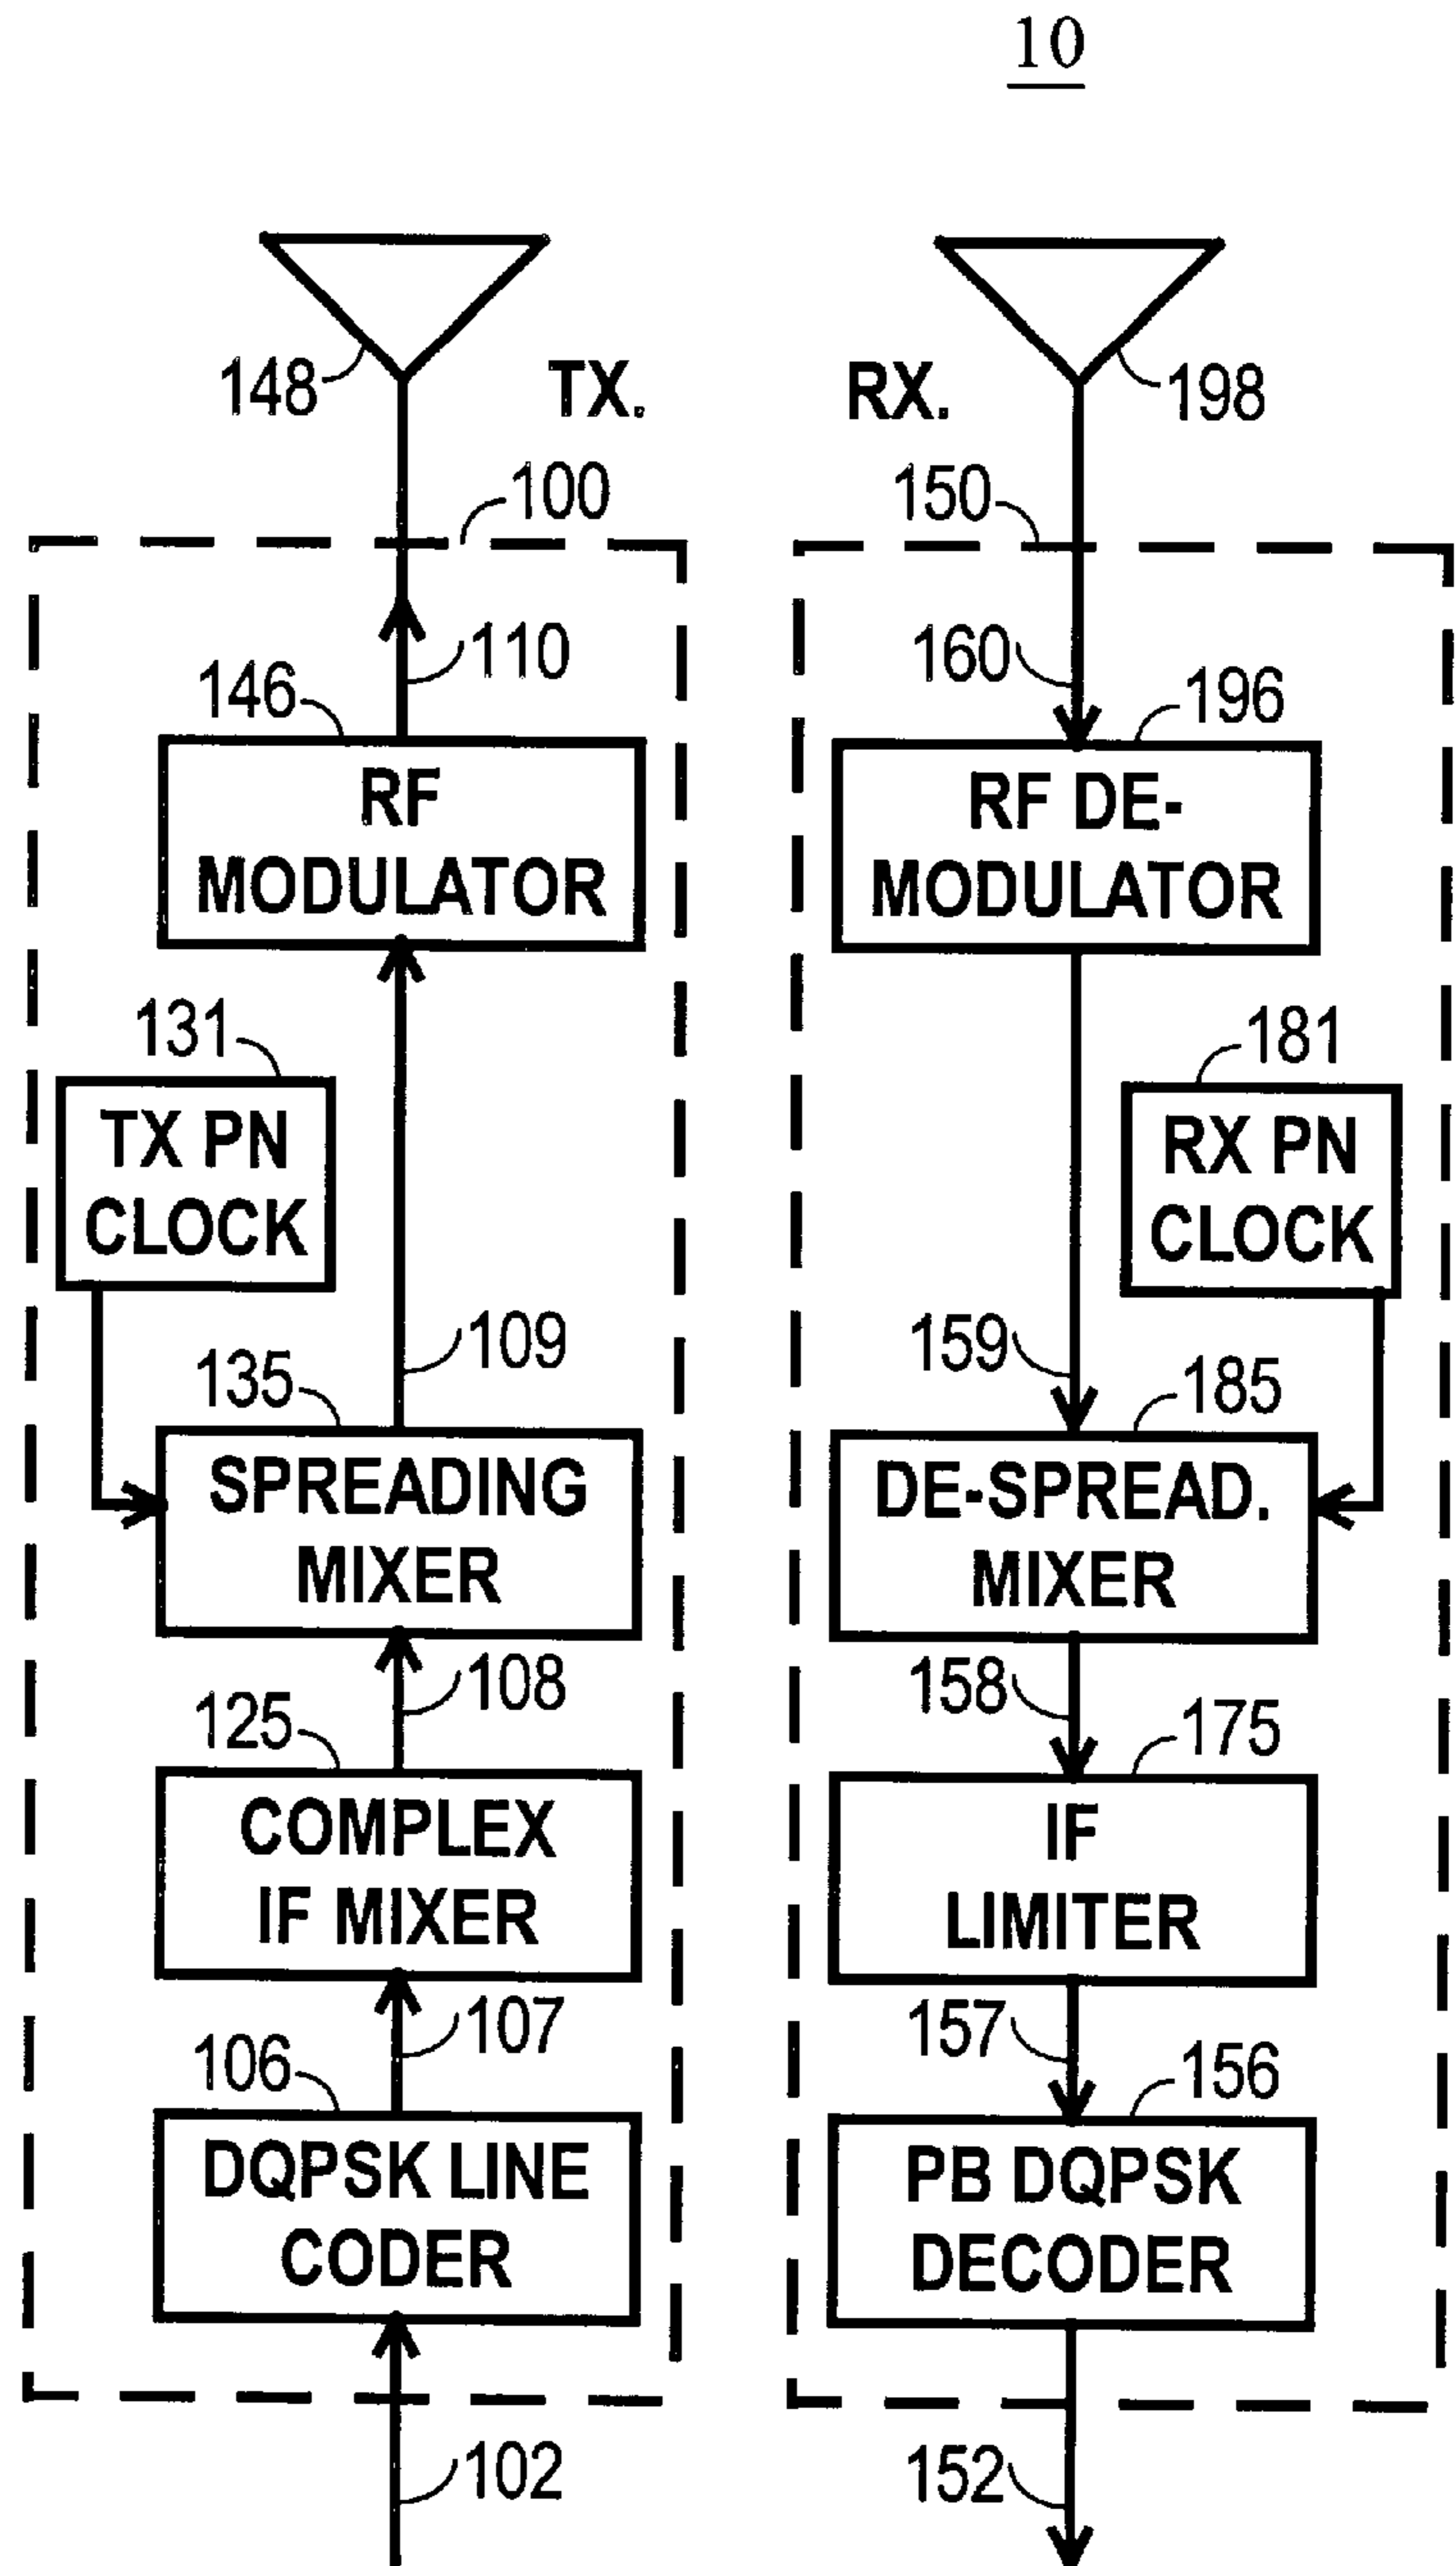 10
148
TX.
RX.
198
100
150
110
160
146
196
RF
MODULATOR
RF DE-
MODULATOR
131
181
TX PN
CLOCK
RX PN
CLOCK
109
159
135
185
SPREADING
MIXER
DE-SPREAD.
MIXER
108
158
125
175
COMPLEX
IF MIXER
IF
LIMITER
107
157
106
156
DQPSK LINE
CODER
PB DQPSK
DECODER
102
152